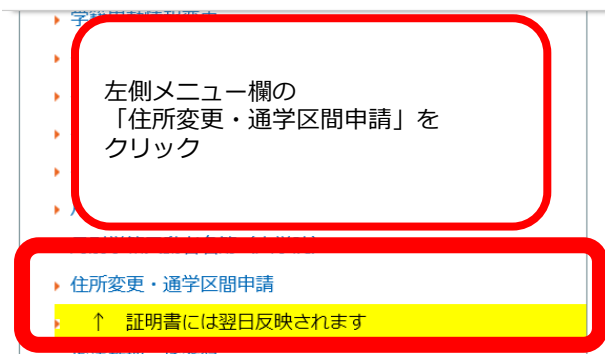 左側メニュー欄の
「住所変更・通学区間申請」を
クリック
住所変更・通学区間申請
↑ 証明書には翌日反映されます